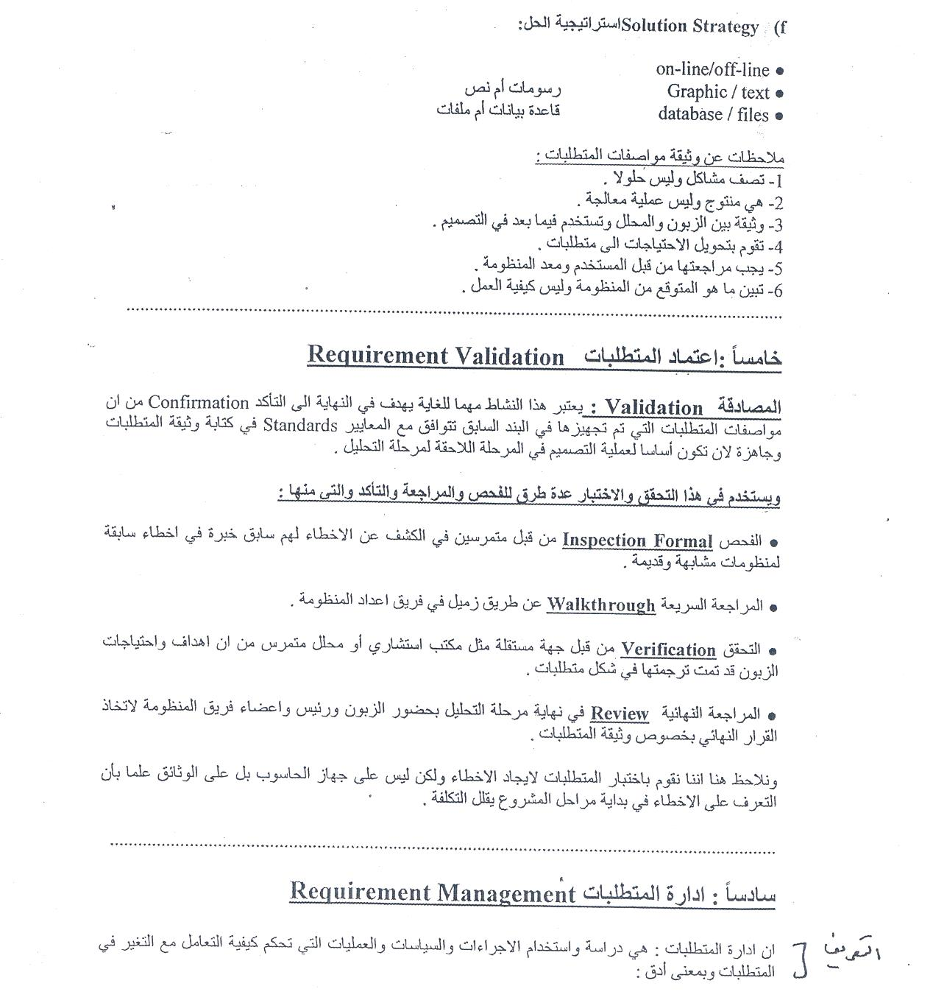 f) Solution Strategy استراتيجية الحل:
• on-line/off-line
• Graphic / text رسومات أم نص
• database / files قاعدة بيانات أم ملفات
ملاحظات عن وثيقة مواصفات المتطلبات :
1- تصف مشاكل وليس حلولا .
2- هي منتوج وليس عملية معالجة .
3- وثيقة بين الزبون والمحلل وتستخدم فيما بعد في التصميم .
4- تقوم بتحويل الاحتياجات الى متطلبات .
5- يجب مراجعتها من قبل المستخدم ومعد المنظومة .
6- تبين ما هو المتوقع من المنظومة وليس كيفية العمل .
خامساً :اعتماد المتطلبات Requirement Validation
المصادقة Validation : يعتبر هذا النشاط مهما للغاية يهدف في النهاية الى التأكد Confirmation من ان
مواصفات المتطلبات التي تم تجهيزها في البند السابق تتوافق مع المعايير Standards في كتابة وثيقة المتطلبات
وجاهزة لان تكون أساسا لعملية التصميم في المرحلة اللاحقة لمرحلة التحليل .
ويستخدم في هذا التحقق والاختبار عدة طرق للفحص والمراجعة والتأكد والتي منها :
• الفحص Inspection Formal من قبل متمرسين في الكشف عن الاخطاء لهم سابق خبرة في اخطاء سابقة
لمنظومات مشابهة وقديمة .
• المراجعة السريعة Walkthrough عن طريق زميل في فريق اعداد المنظومة .
• التحقق Verification من قبل جهة مستقلة مثل مكتب استشاري أو محلل متمرس من ان اهداف واحتياجات
الزبون قد تمت ترجمتها في شكل متطلبات .
• المراجعة النهائية Review في نهاية مرحلة التحليل بحضور الزبون ورئيس واعضاء فريق المنظومة لاتخاذ
القرار النهائي بخصوص وثيقة المتطلبات .
ونلاحظ هنا اننا نقوم باختبار المتطلبات لايجاد الاخطاء ولكن ليس على جهاز الحاسوب بل على الوثائق علما بأن
التعرف على الاخطاء في بداية مراحل المشروع يقلل التكلفة .
سادساً : ادارة المتطلبات Requirement Management
التعريف
ان ادارة المتطلبات : هي دراسة واستخدام الاجراءات والسياسات والعمليات التي تحكم كيفية التعامل مع التغير في
المتطلبات وبمعنى أدق :